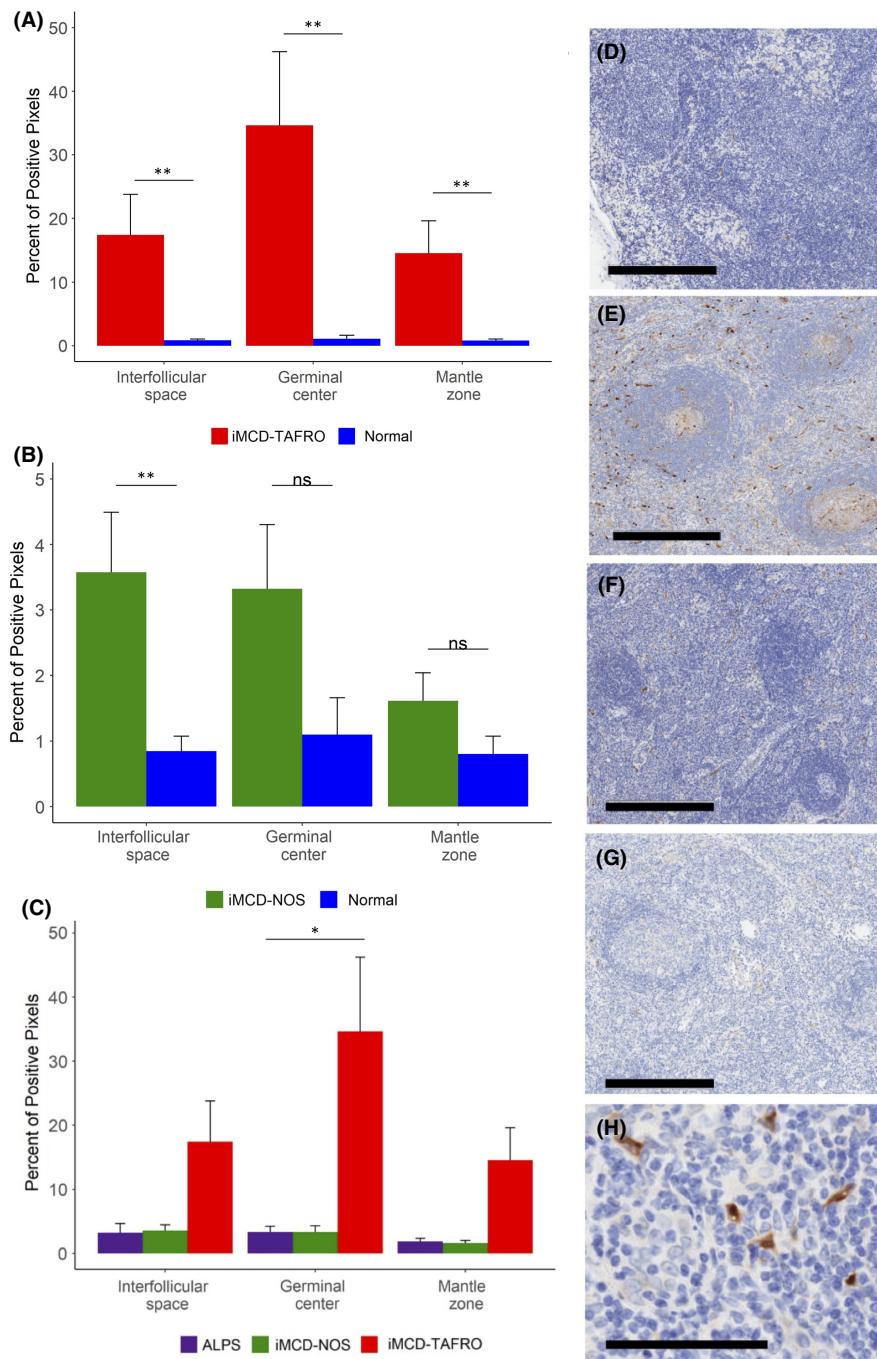 (A)
Percent of Positive Pixels
50
40
30
20
10
0
**
**
**
Interfollicular space
Germinal center
Mantle zone
iMCD-TAFRO
Normal
(B)
Percent of Positive Pixels
5
4
3
2
1
0
**
ns
ns
Interfollicular space
Germinal center
Mantle zone
iMCD-NOS
Normal
(C)
Percent of Positive Pixels
50
40
30
20
10
0
*
Interfollicular space
Germinal center
Mantle zone
ALPS
iMCD-NOS
iMCD-TAFRO
(D)
(E)
(F)
(G)
(H)